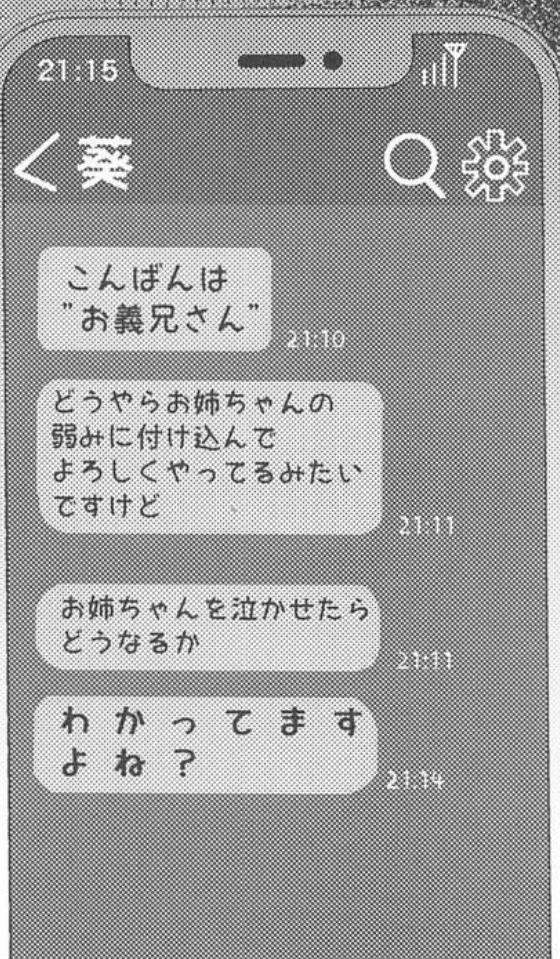 21:15
葵
こんばんは
"お義兄さん"
21:10
どうやらお姉ちゃんの
弱みに付け込んで
よろしくやってるみたい
ですけど
21:11
お姉ちゃんを泣かせたら
どうなるか
21:11
わかってます
よね？
21:14